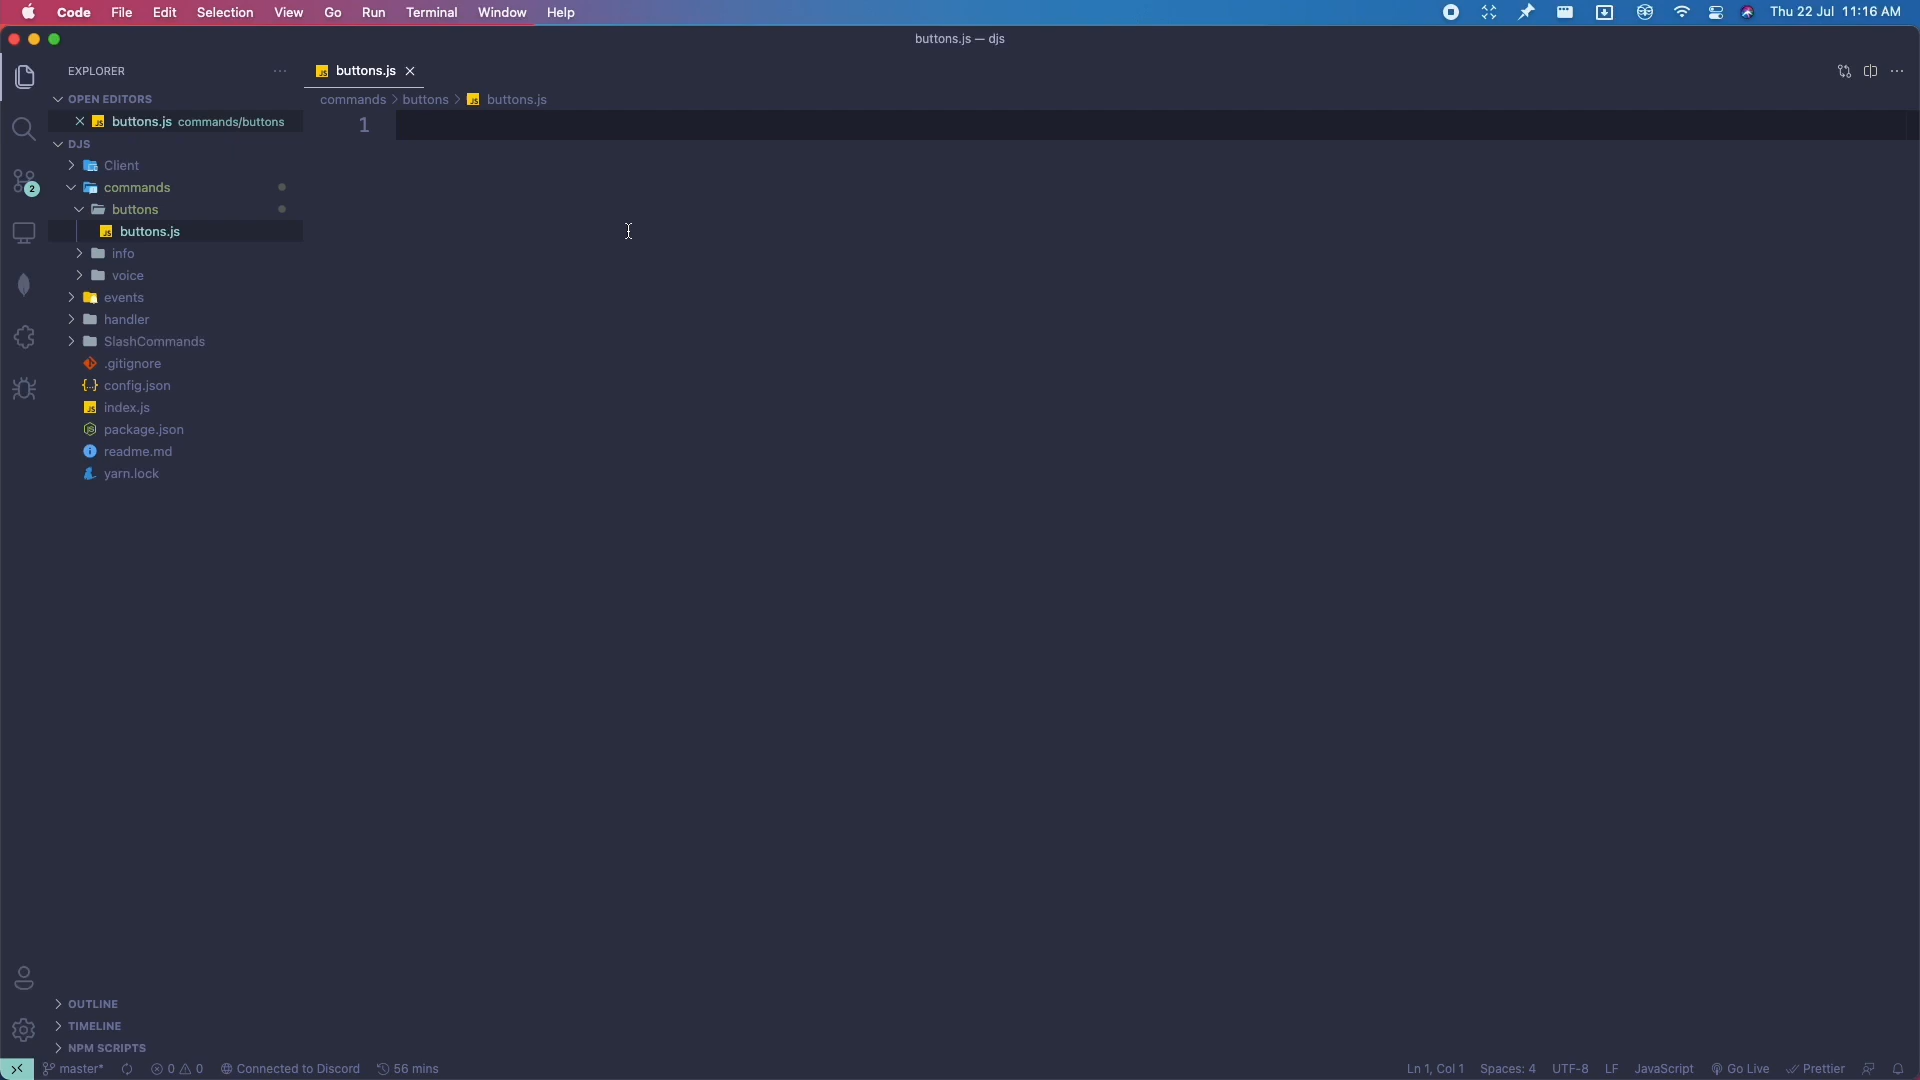 Code File Edit Selection View Go Run Terminal Window Help Thu 22 Jul 11:16 AM
buttons.js — djs
EXPLORER
buttons.js
OPEN EDITORS
commands > buttons > buttons.js
buttons.js commands/buttons
1
DJS
Client
commands
2
buttons
buttons.js
info
voice
events
handler
SlashCommands
.gitignore
config.json
index.js
package.json
readme.md
yarn.lock
OUTLINE
TIMELINE
NPM SCRIPTS
master* 0 0 Connected to Discord 56 mins Ln 1, Col 1 Spaces: 4 UTF-8 LF JavaScript Go Live Prettier